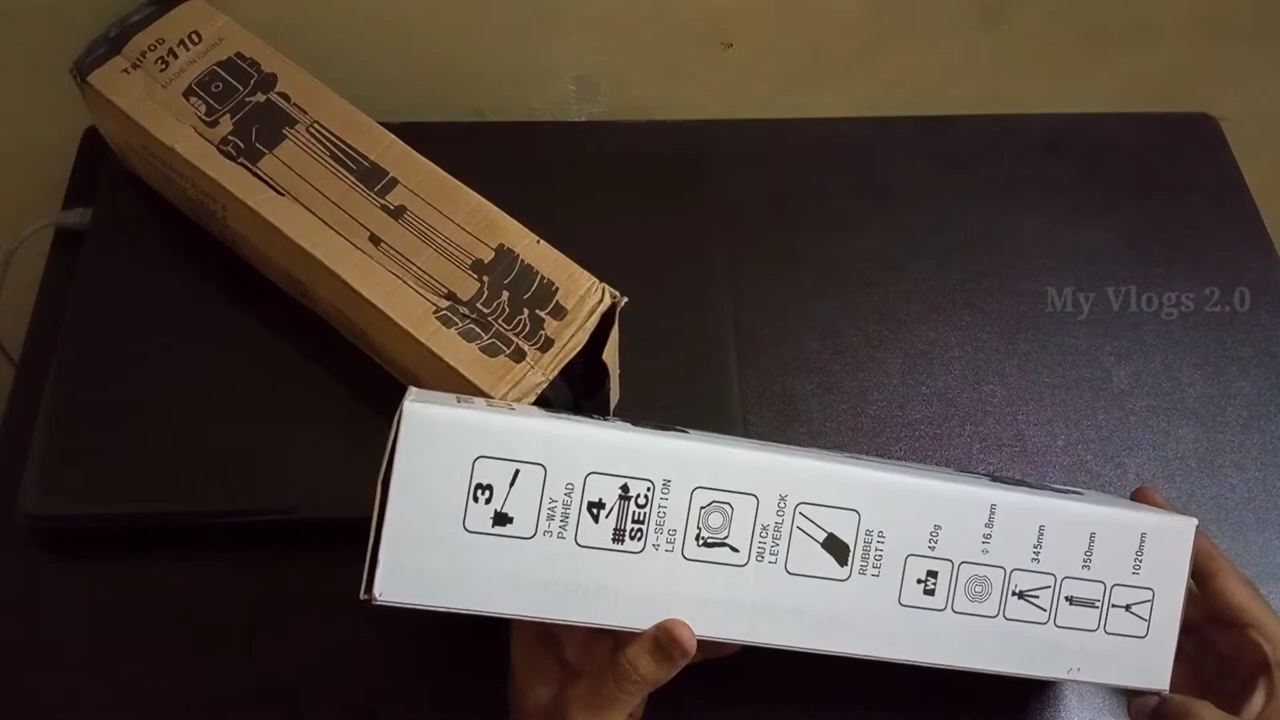 TRIPOD
3110
MADE IN CHINA
My Vlogs 2.0
3
3-WAY
PANHEAD
4
SEC.
4-SECTION
LEG
QUICK
LEVERLOCK
RUBBER
LEGTIP
W
420g
Φ16.8mm
345mm
350mm
1020mm